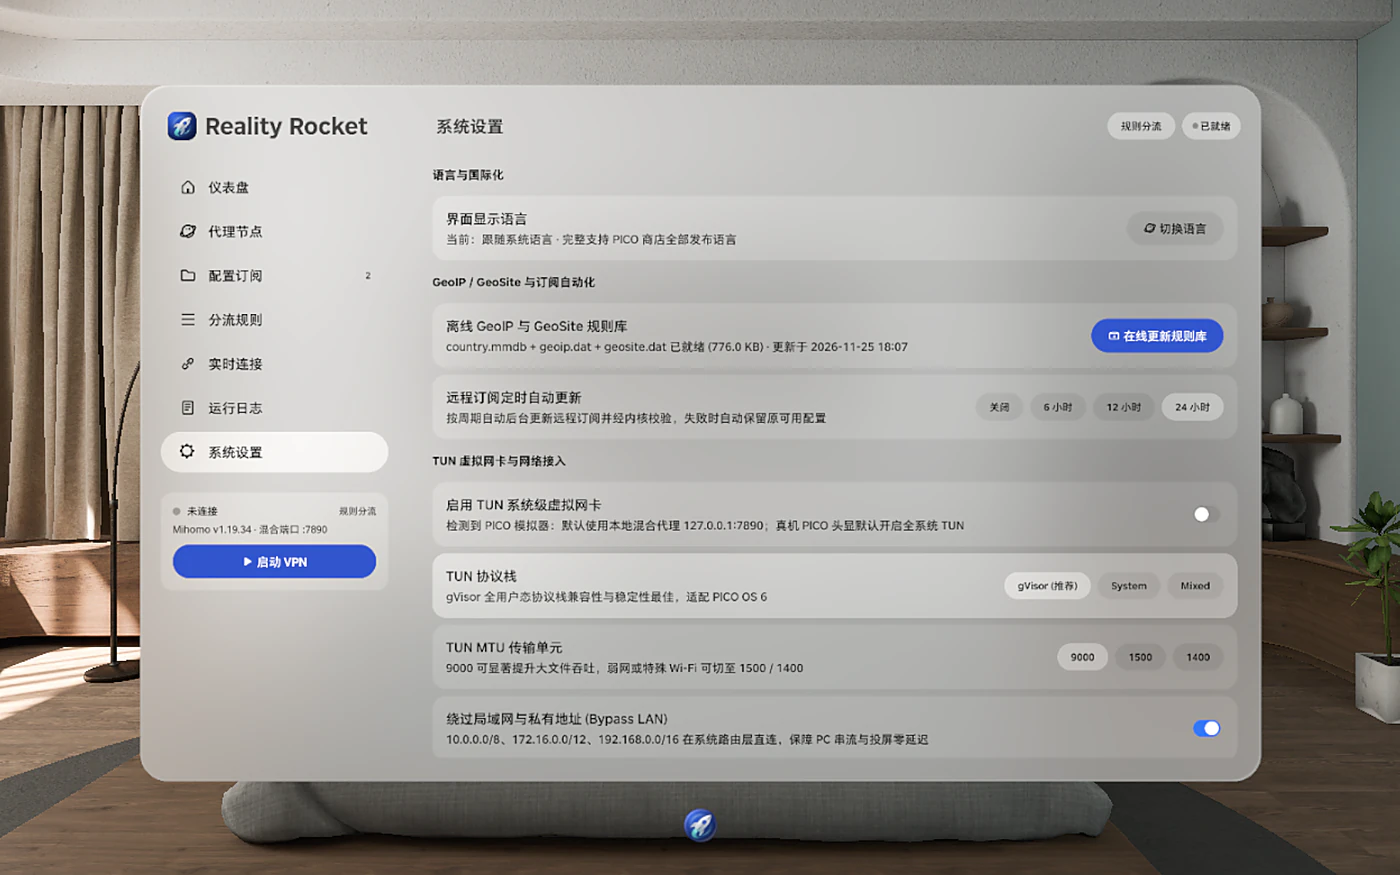 Reality Rocket
仪表盘
代理节点
配置订阅 2
分流规则
实时连接
运行日志
系统设置
未连接 规则分流
Mihomo v1.19.34 · 混合端口 :7890
启动 VPN
系统设置
规则分流 已就绪
语言与国际化
界面显示语言
当前：跟随系统语言 · 完整支持 PICO 商店全部发布语言
切换语言
GeoIP / GeoSite 与订阅自动化
离线 GeoIP 与 GeoSite 规则库
country.mmdb + geoip.dat + geosite.dat 已就绪 (776.0 KB) · 更新于 2026-11-25 18:07
在线更新规则库
远程订阅定时自动更新
按周期自动后台更新远程订阅并经内核校验，失败时自动保留原可用配置
关闭 6 小时 12 小时 24 小时
TUN 虚拟网卡与网络接入
启用 TUN 系统级虚拟网卡
检测到 PICO 模拟器：默认使用本地混合代理 127.0.0.1:7890；真机 PICO 头显默认开启全系统 TUN
TUN 协议栈
gVisor 全用户态协议栈兼容性与稳定性最佳，适配 PICO OS 6
gVisor (推荐) System Mixed
TUN MTU 传输单元
9000 可显著提升大文件吞吐，弱网或特殊 Wi-Fi 可切至 1500 / 1400
9000 1500 1400
绕过局域网与私有地址 (Bypass LAN)
10.0.0.0/8、172.16.0.0/12、192.168.0.0/16 在系统路由层直连，保障 PC 串流与投屏零延迟